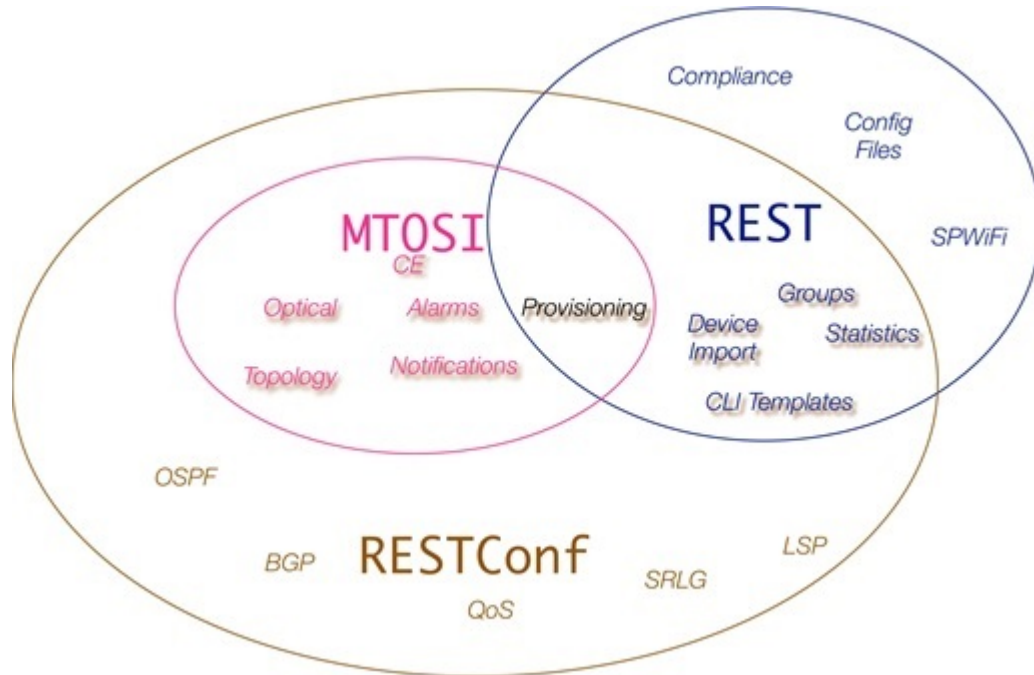 Compliance
Config
Files
MTOSI
REST
SPWiFi
CE
Optical
Alarms
Provisioning
Groups
Device
Import
Statistics
Topology
Notifications
CLI Templates
OSPF
BGP
RESTConf
QoS
SRLG
LSP